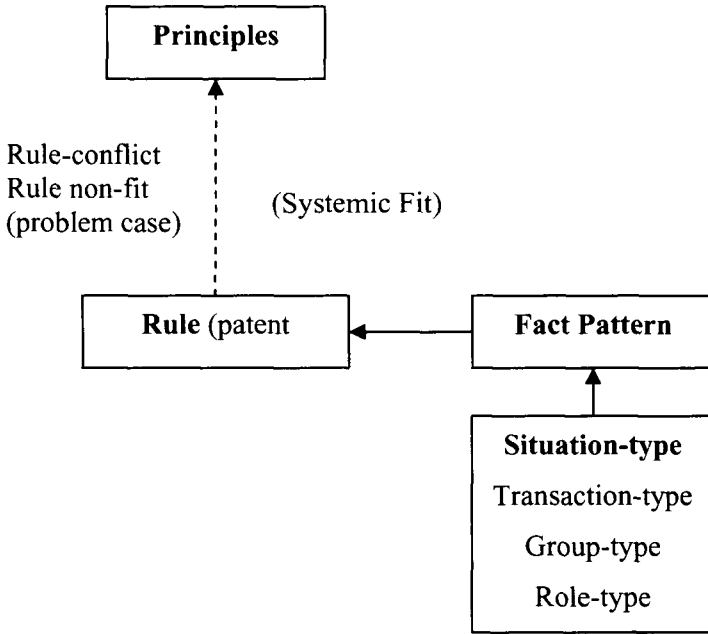 Principles
Rule-conflict
Rule non-fit
(problem case)
(Systemic Fit)
Rule (patent
Fact Pattern
Situation-type
Transaction-type
Group-type
Role-type